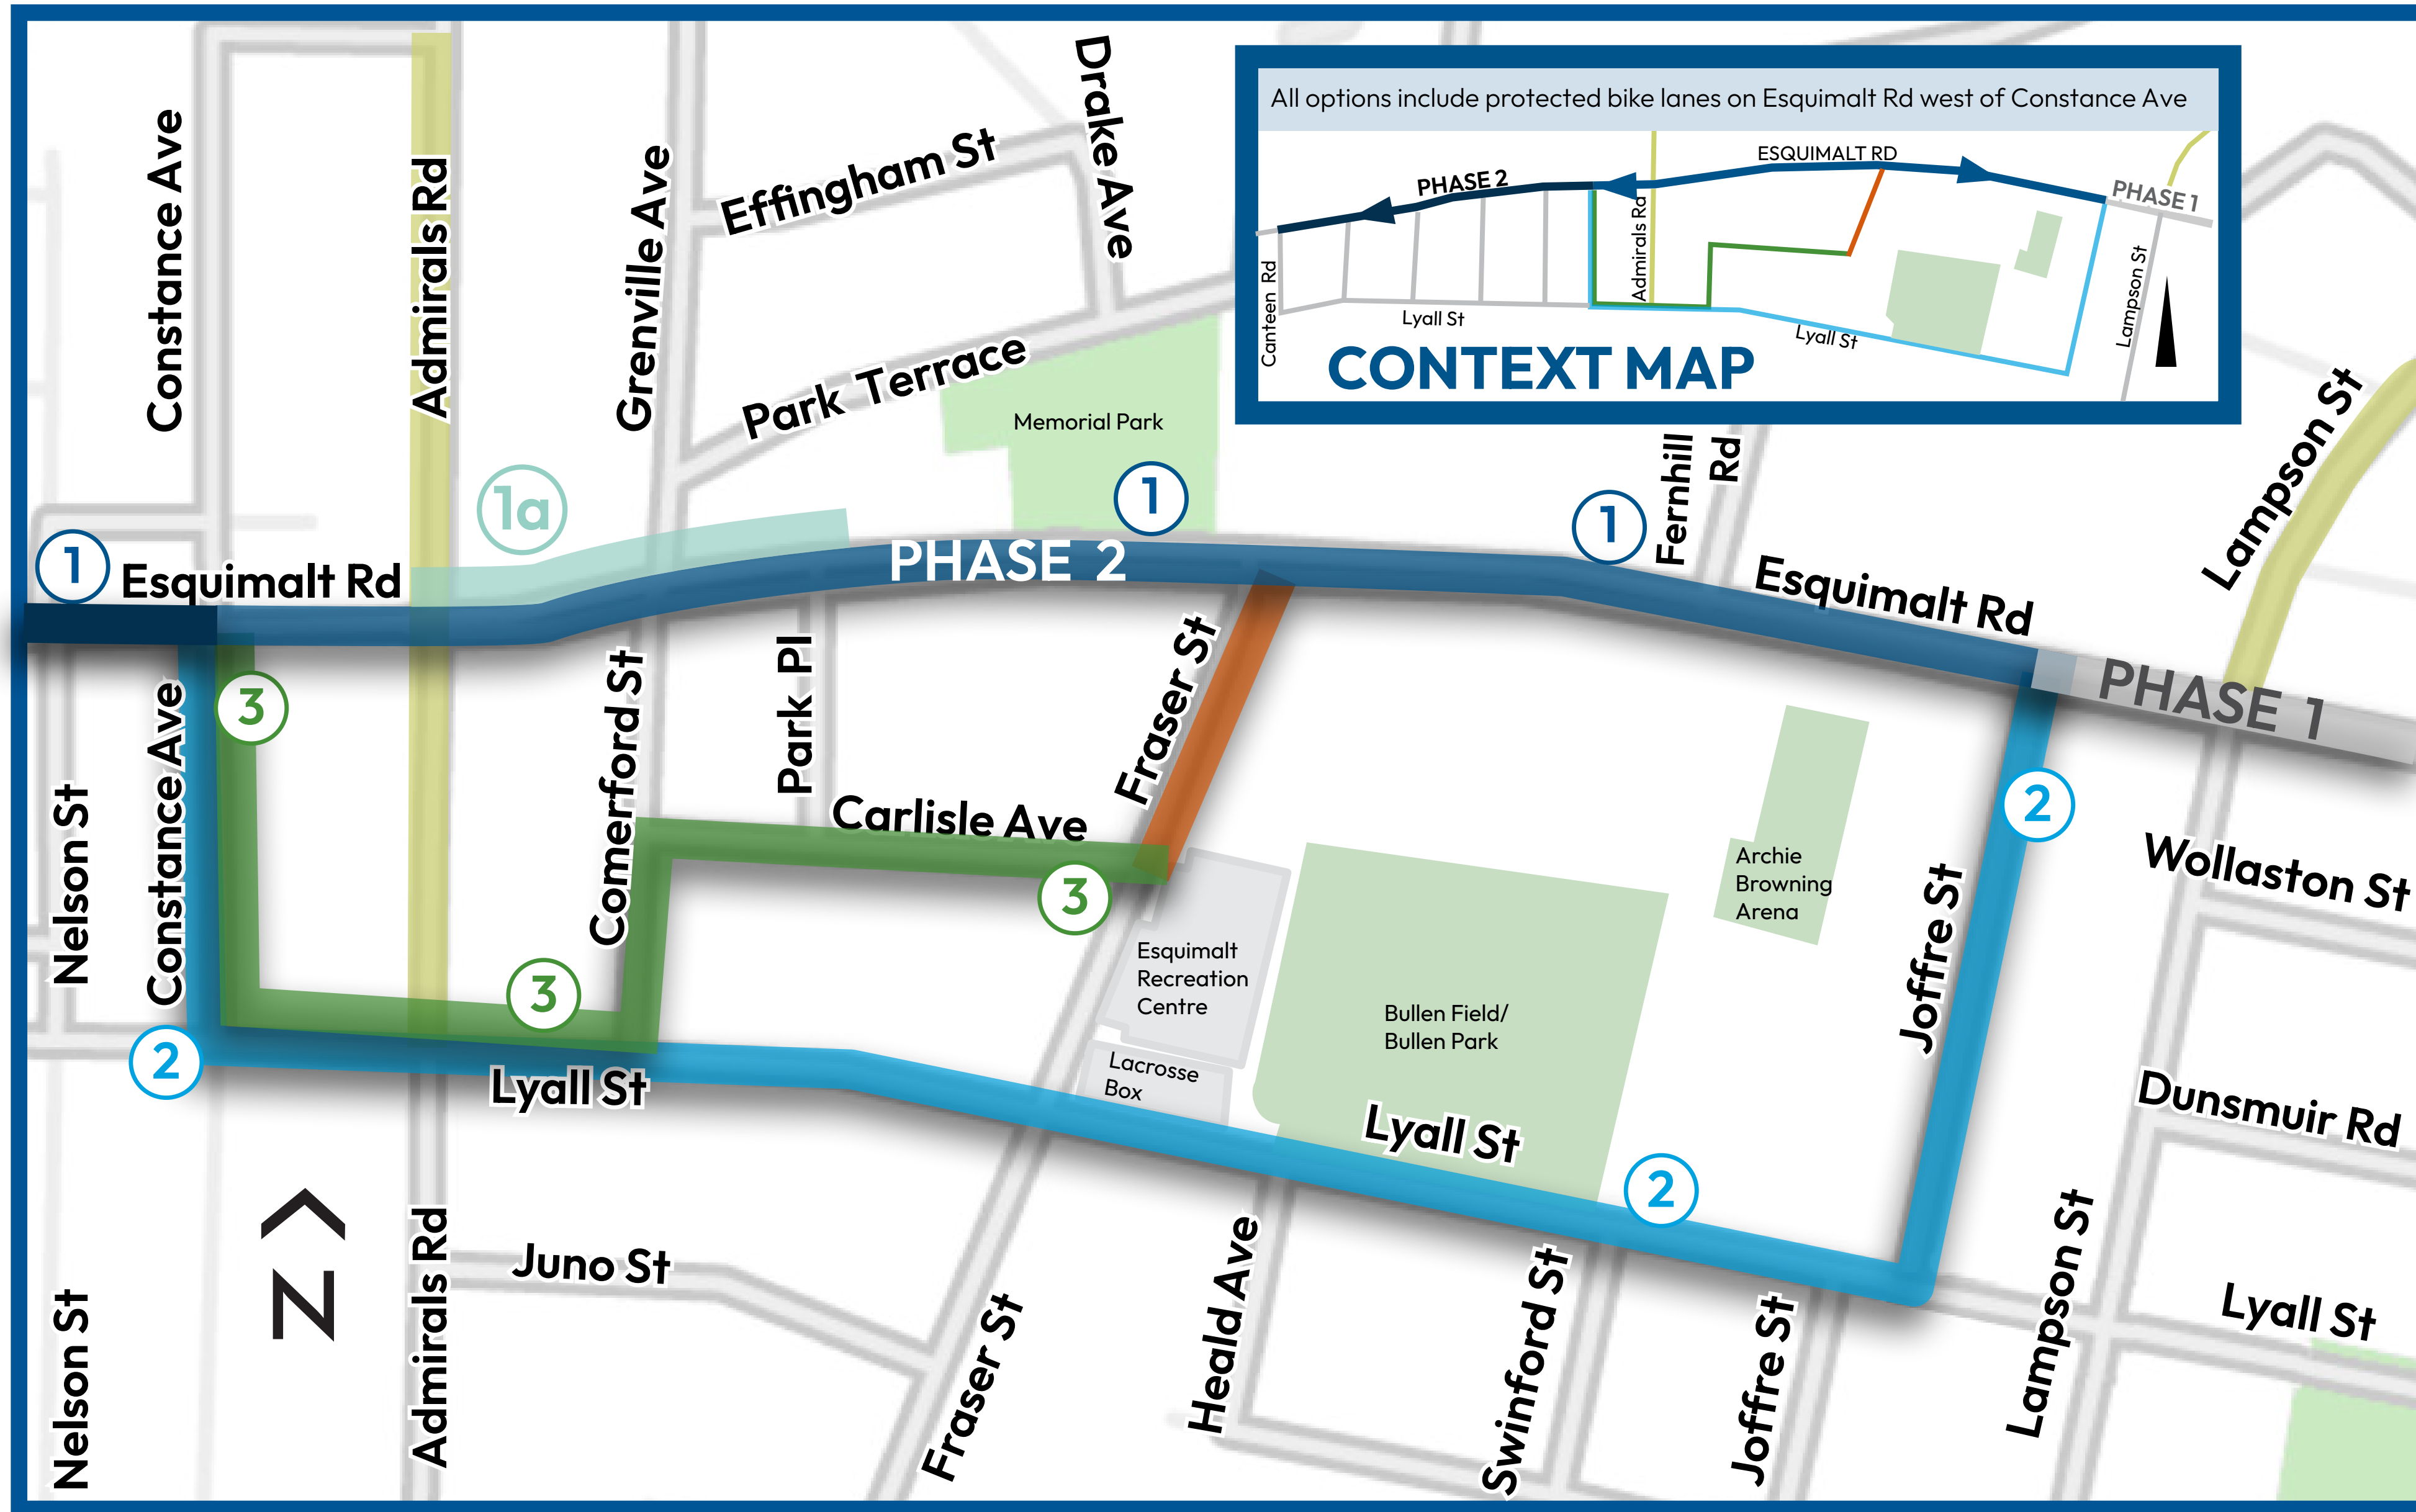 All options include protected bike lanes on Esquimalt Rd west of Constance Ave
ESQUIMALT RD
PHASE 2
PHASE 1
Admirals Rd
Canteen Rd
Lyall St
Lyall St
Lampson St
CONTEXT MAP
Constance Ave
Admirals Rd
Grenville Ave
Effingham St
Drake Ave
Park Terrace
Memorial Park
Fernhill
Rd
Lampson St
1a
1
1
1
Esquimalt Rd
PHASE 2
Esquimalt Rd
PHASE 1
3
Constance Ave
Nelson St
Comerford St
Park Pl
Fraser St
Carlisle Ave
3
3
2
Archie
Browning
Arena
Joffre St
Wollaston St
Esquimalt
Recreation
Centre
Bullen Field/
Bullen Park
Lacrosse
Box
2
Lyall St
Lyall St
2
Dunsmuir Rd
N
Nelson St
Admirals Rd
Juno St
Fraser St
Heald Ave
Swinford St
Joffre St
Lampson St
Lyall St